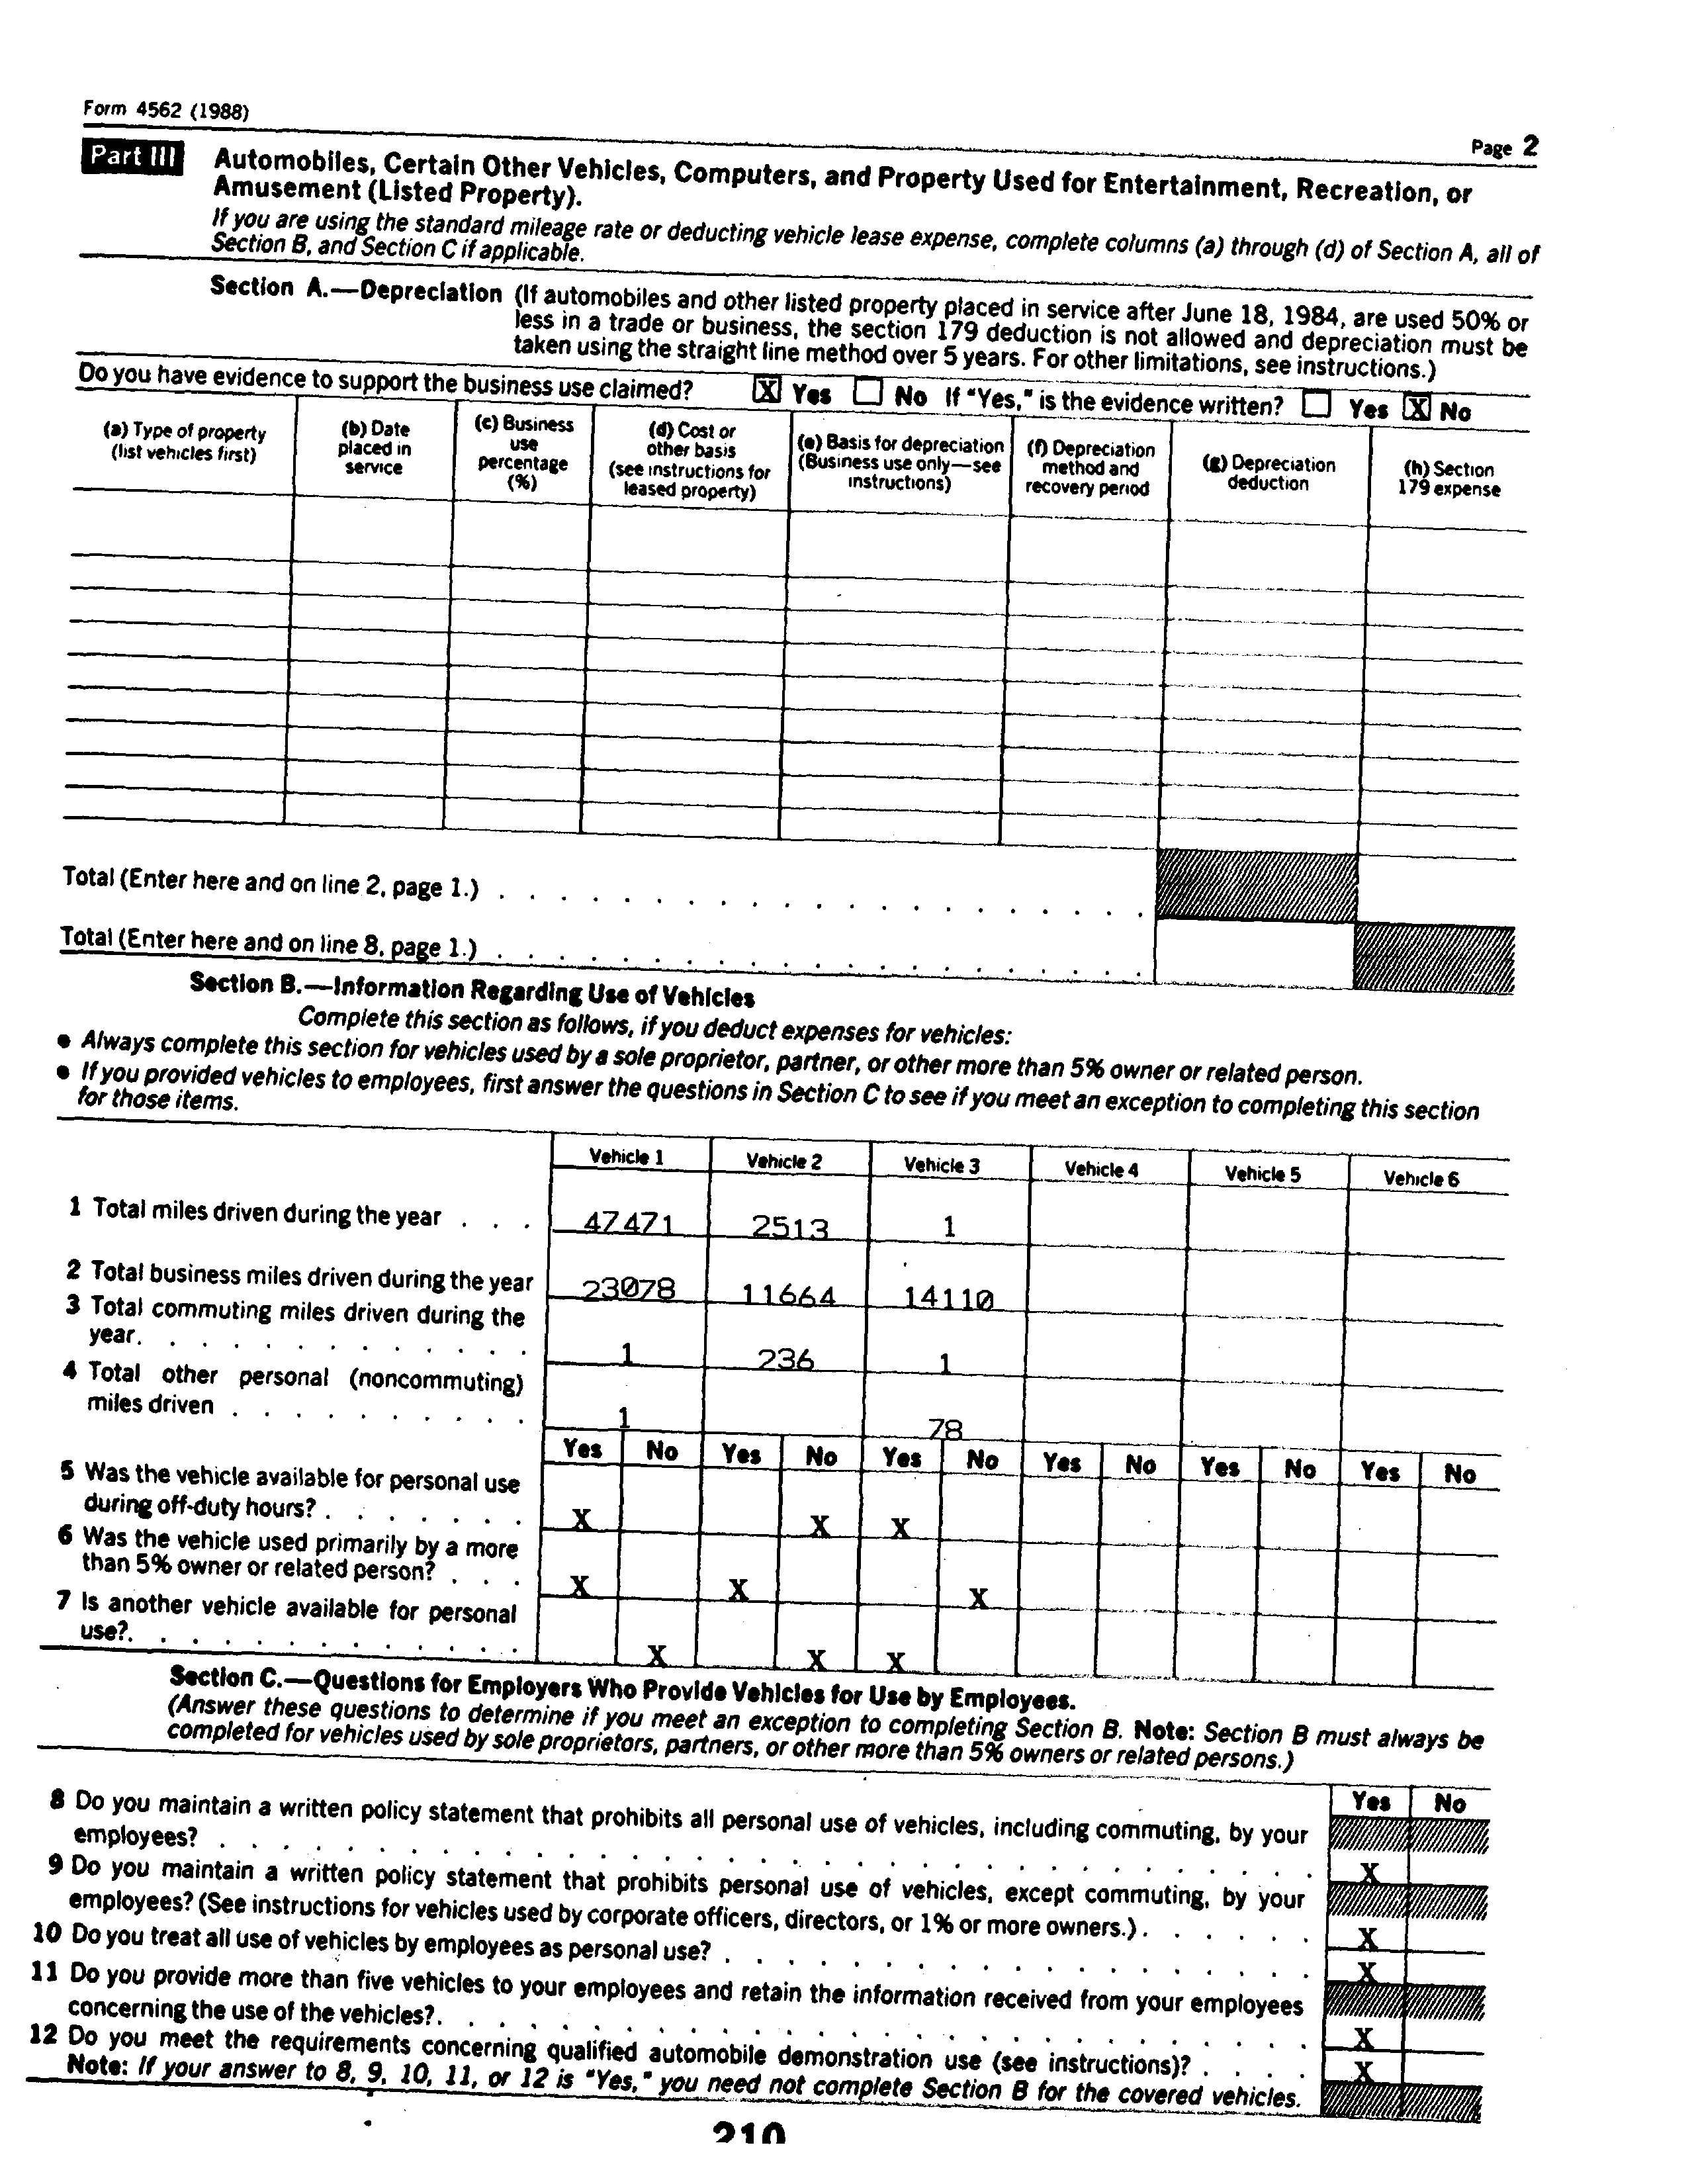 Form 4562 (1988)
Page 2
Part III Automobiles, Certain Other Vehicles, Computers, and Property Used for Entertainment, Recreation, or
Amusement (Listed Property).
If you are using the standard mileage rate or deducting vehicle lease expense, complete columns (a) through (d) of Section A, all of
Section B, and Section C if applicable.
Section A.—Depreciation (If automobiles and other listed property placed in service after June 18, 1984, are used 50% or
less in a trade or business, the section 179 deduction is not allowed and depreciation must be
taken using the straight line method over 5 years. For other limitations, see instructions.)
Do you have evidence to support the business use claimed? X Yes No If "Yes," is the evidence written? Yes X No
(a) Type of property
(list vehicles first)
(b) Date
placed in
service
(c) Business
use
percentage
(%)
(d) Cost or
other basis
(see instructions for
leased property)
(e) Basis for depreciation
(Business use only—see
instructions)
(f) Depreciation
method and
recovery period
(g) Depreciation
deduction
(h) Section
179 expense
Total (Enter here and on line 2, page 1.) . . . . . . . . . . . . . . . . . . . . .
Total (Enter here and on line 8, page 1.) . . . . . . . . . . . . . . . . . . . . .
Section B.—Information Regarding Use of Vehicles
Complete this section as follows, if you deduct expenses for vehicles:
● Always complete this section for vehicles used by a sole proprietor, partner, or other more than 5% owner or related person.
● If you provided vehicles to employees, first answer the questions in Section C to see if you meet an exception to completing this section
for those items.
Vehicle 1 Vehicle 2 Vehicle 3 Vehicle 4 Vehicle 5 Vehicle 6
1 Total miles driven during the year . . . 47471 2513 1
2 Total business miles driven during the year 23078 11664 14110
3 Total commuting miles driven during the
year. . . . . . . . . . . . . 1 236 1
4 Total other personal (noncommuting)
miles driven . . . . . . . . . . 1 78
Yes No Yes No Yes No Yes No Yes No Yes No
5 Was the vehicle available for personal use
during off-duty hours? . . . . . . . X X X
6 Was the vehicle used primarily by a more
than 5% owner or related person? . . . X X X
7 Is another vehicle available for personal
use?. . . . . . . . . . . . . X X X
Section C.—Questions for Employers Who Provide Vehicles for Use by Employees.
(Answer these questions to determine if you meet an exception to completing Section B. Note: Section B must always be
completed for vehicles used by sole proprietors, partners, or other more than 5% owners or related persons.)
Yes No
8 Do you maintain a written policy statement that prohibits all personal use of vehicles, including commuting, by your
employees? . . . . . . . . . . . . . . . . . . . . . . . . . . . . . . . . . . . X
9 Do you maintain a written policy statement that prohibits personal use of vehicles, except commuting, by your
employees? (See instructions for vehicles used by corporate officers, directors, or 1% or more owners.) . . . . . . X
10 Do you treat all use of vehicles by employees as personal use? . . . . . . . . . . . . . . . . . . . X
11 Do you provide more than five vehicles to your employees and retain the information received from your employees
concerning the use of the vehicles?. . . . . . . . . . . . . . . . . . . . . . . . . . . . X
12 Do you meet the requirements concerning qualified automobile demonstration use (see instructions)? . . . . X
Note: If your answer to 8, 9, 10, 11, or 12 is "Yes," you need not complete Section B for the covered vehicles.
210